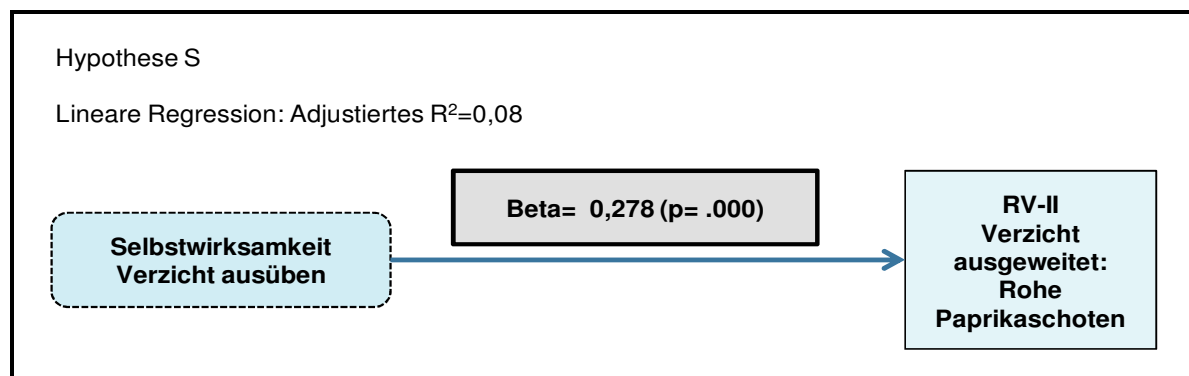 Hypothese S
Lineare Regression: Adjustiertes R²=0,08
Beta= 0,278 (p= .000)
Selbstwirksamkeit
Verzicht ausüben
RV-II
Verzicht
ausgeweitet:
Rohe
Paprikaschoten